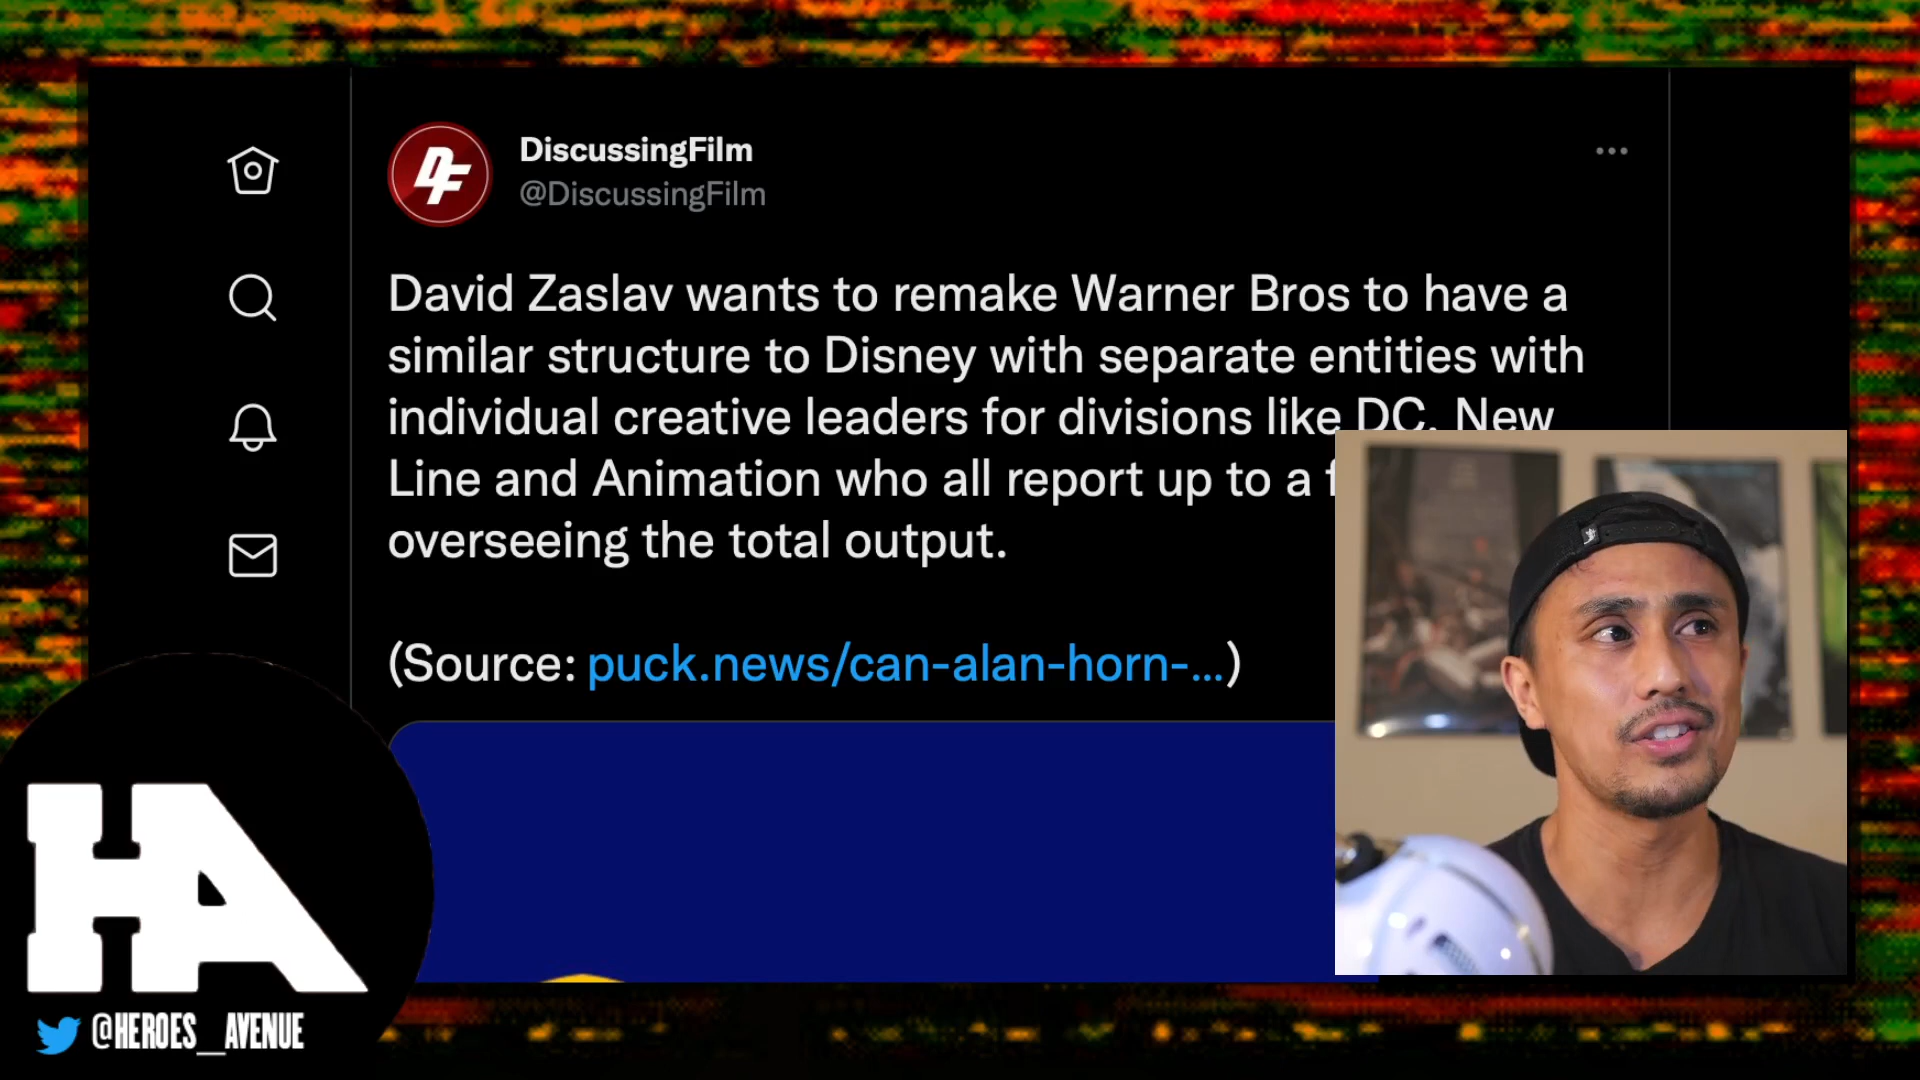 DiscussingFilm
@DiscussingFilm
David Zaslav wants to remake Warner Bros to have a
similar structure to Disney with separate entities with
individual creative leaders for divisions like DC, New
Line and Animation who all report up to a
overseeing the total output.
(Source: puck.news/can-alan-horn-...)
HA
@HEROES__AVENUE